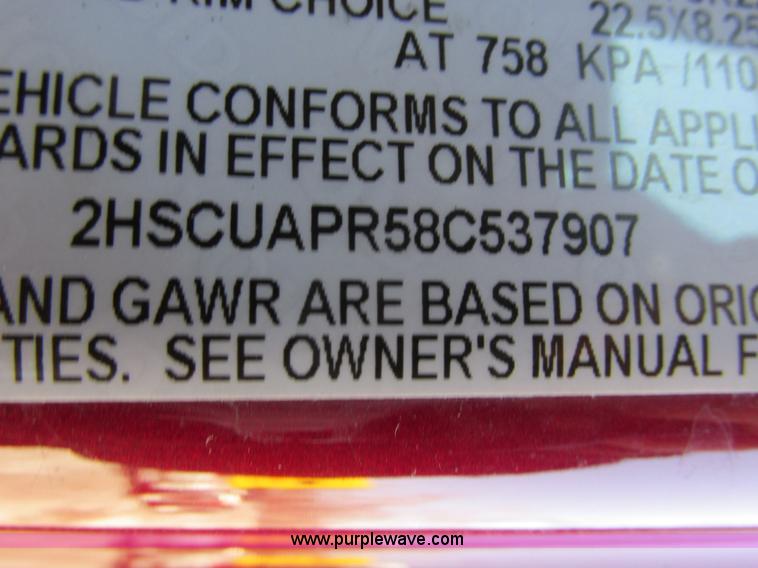 RIM CHOICE
22.5X8.25
AT 758 KPA /110
EHICLE CONFORMS TO ALL APPLI
ARDS IN EFFECT ON THE DATE O
2HSCUAPR58C537907
AND GAWR ARE BASED ON ORIG
TIES. SEE OWNER'S MANUAL F
www.purplewave.com